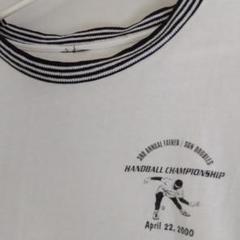 3RD ANNUAL FATHER / SON DOUBLES
HANDBALL CHAMPIONSHIP
April 22, 2000